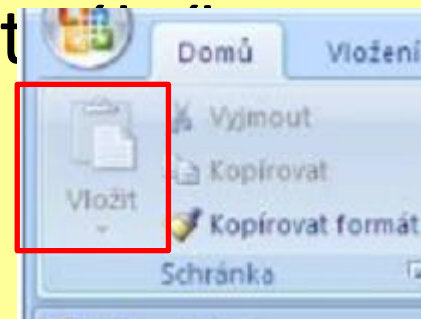 Domů Vložení
Vyjmout
Kopírovat
Vložit
Kopírovat formát
Schránka